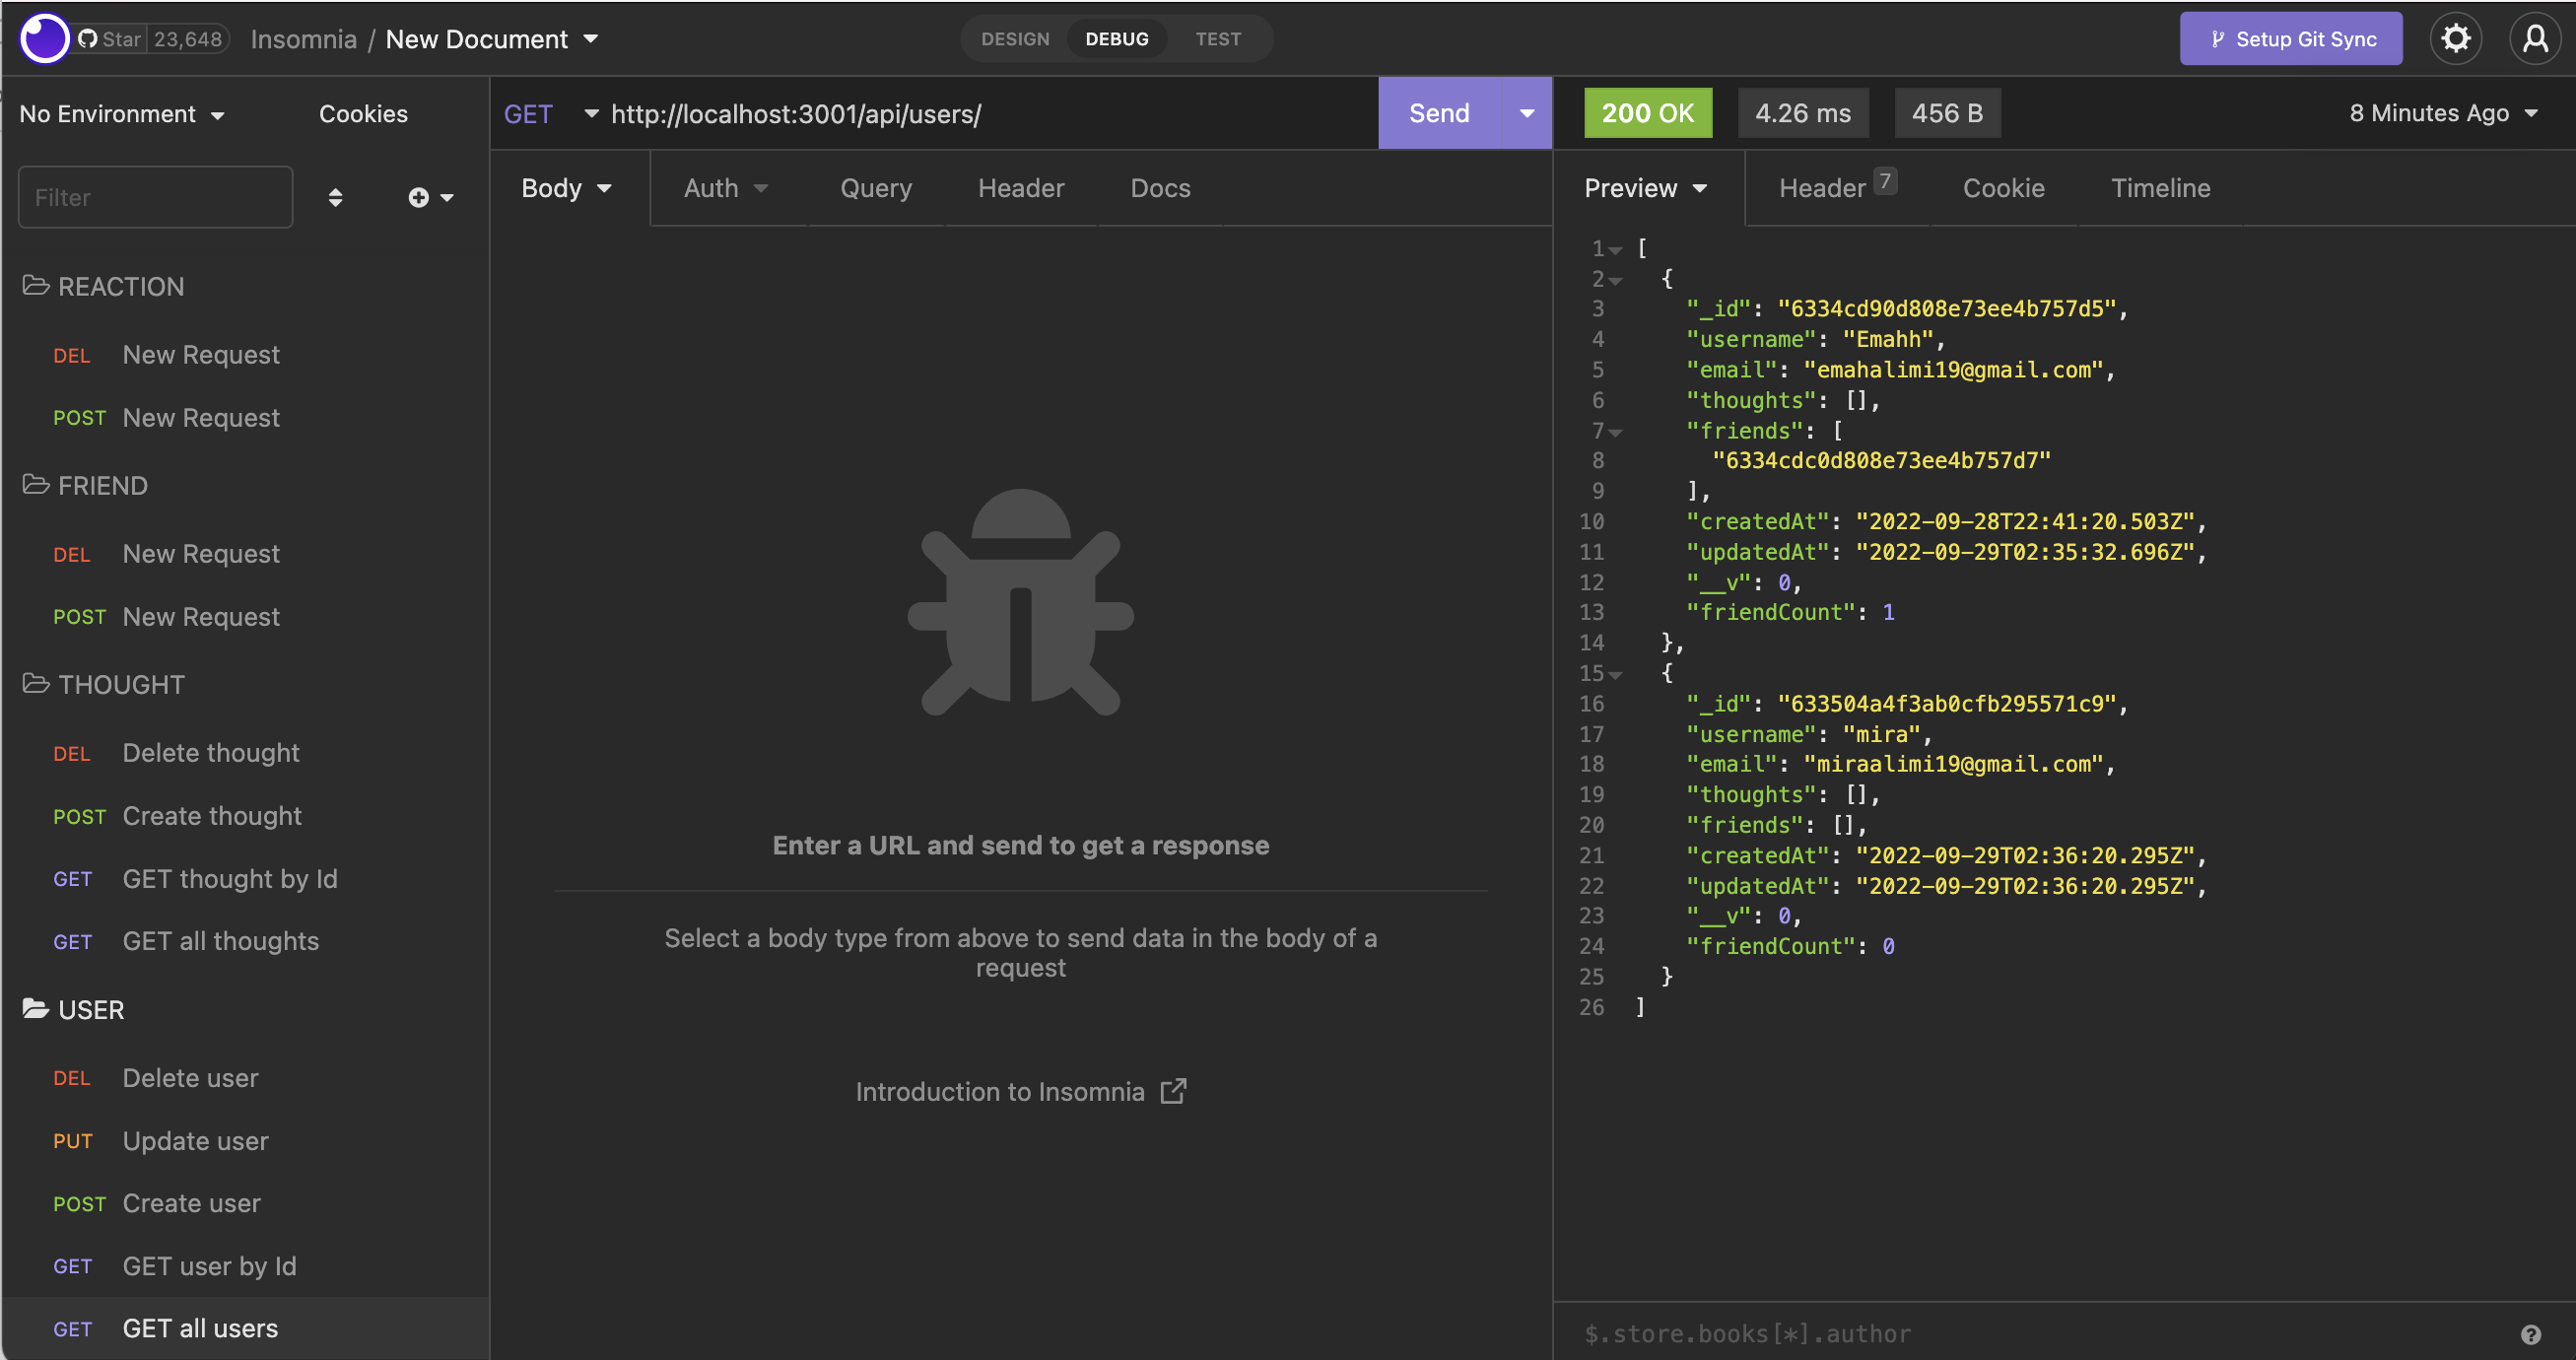 Star 23,648 Insomnia / New Document
DESIGN DEBUG TEST
Setup Git Sync
No Environment Cookies
Filter
REACTION
DEL New Request
POST New Request
FRIEND
DEL New Request
POST New Request
THOUGHT
DEL Delete thought
POST Create thought
GET GET thought by Id
GET GET all thoughts
USER
DEL Delete user
PUT Update user
POST Create user
GET GET user by Id
GET GET all users
GET http://localhost:3001/api/users/ Send
Body Auth Query Header Docs
Enter a URL and send to get a response
Select a body type from above to send data in the body of a
request
Introduction to Insomnia
200 OK 4.26 ms 456 B 8 Minutes Ago
Preview Header 7 Cookie Timeline
1 [
2 {
3 "_id": "6334cd90d808e73ee4b757d5",
4 "username": "Emahh",
5 "email": "emahalimi19@gmail.com",
6 "thoughts": [],
7 "friends": [
8 "6334cdc0d808e73ee4b757d7"
9 ],
10 "createdAt": "2022-09-28T22:41:20.503Z",
11 "updatedAt": "2022-09-29T02:35:32.696Z",
12 "__v": 0,
13 "friendCount": 1
14 },
15 {
16 "_id": "633504a4f3ab0cfb295571c9",
17 "username": "mira",
18 "email": "miraalimi19@gmail.com",
19 "thoughts": [],
20 "friends": [],
21 "createdAt": "2022-09-29T02:36:20.295Z",
22 "updatedAt": "2022-09-29T02:36:20.295Z",
23 "__v": 0,
24 "friendCount": 0
25 }
26 ]
$.store.books[*].author